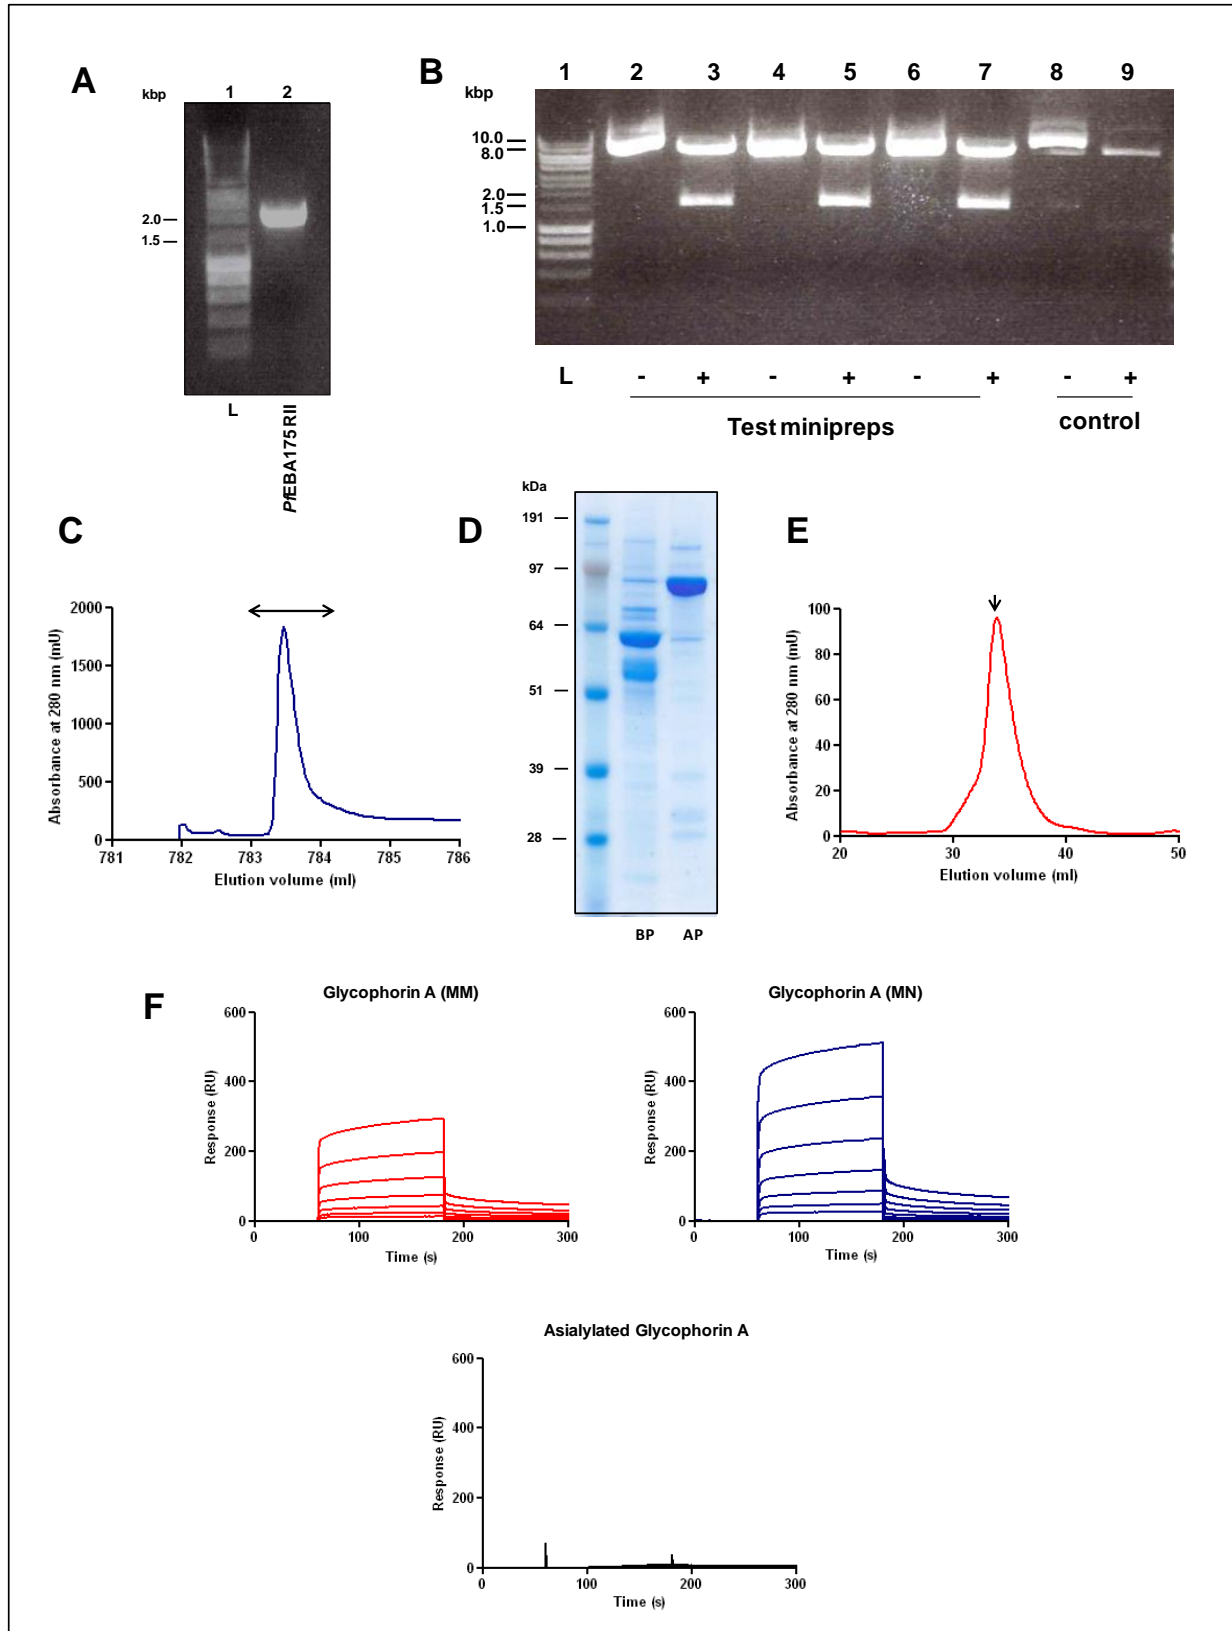 A
B
kbp
1 2
2.0
1.5
L
PfEBA175 RII
kbp
1 2 3 4 5 6 7 8 9
10.0
8.0
2.0
1.5
1.0
L - + - + - + - +
Test minipreps
control
C
Absorbance at 280 nm (mU)
2000
1500
1000
500
0
781 782 783 784 785 786
Elution volume (ml)
D
kDa
191
97
64
51
39
28
BP AP
E
Absorbance at 280 nm (mU)
100
80
60
40
20
0
20 30 40 50
Elution volume (ml)
F
Glycophorin A (MM)
Response (RU)
600
400
200
0
0 100 200 300
Time (s)
Glycophorin A (MN)
Response (RU)
600
400
200
0
0 100 200 300
Time (s)
Asialylated Glycophorin A
Response (RU)
600
400
200
0
0 100 200 300
Time (s)